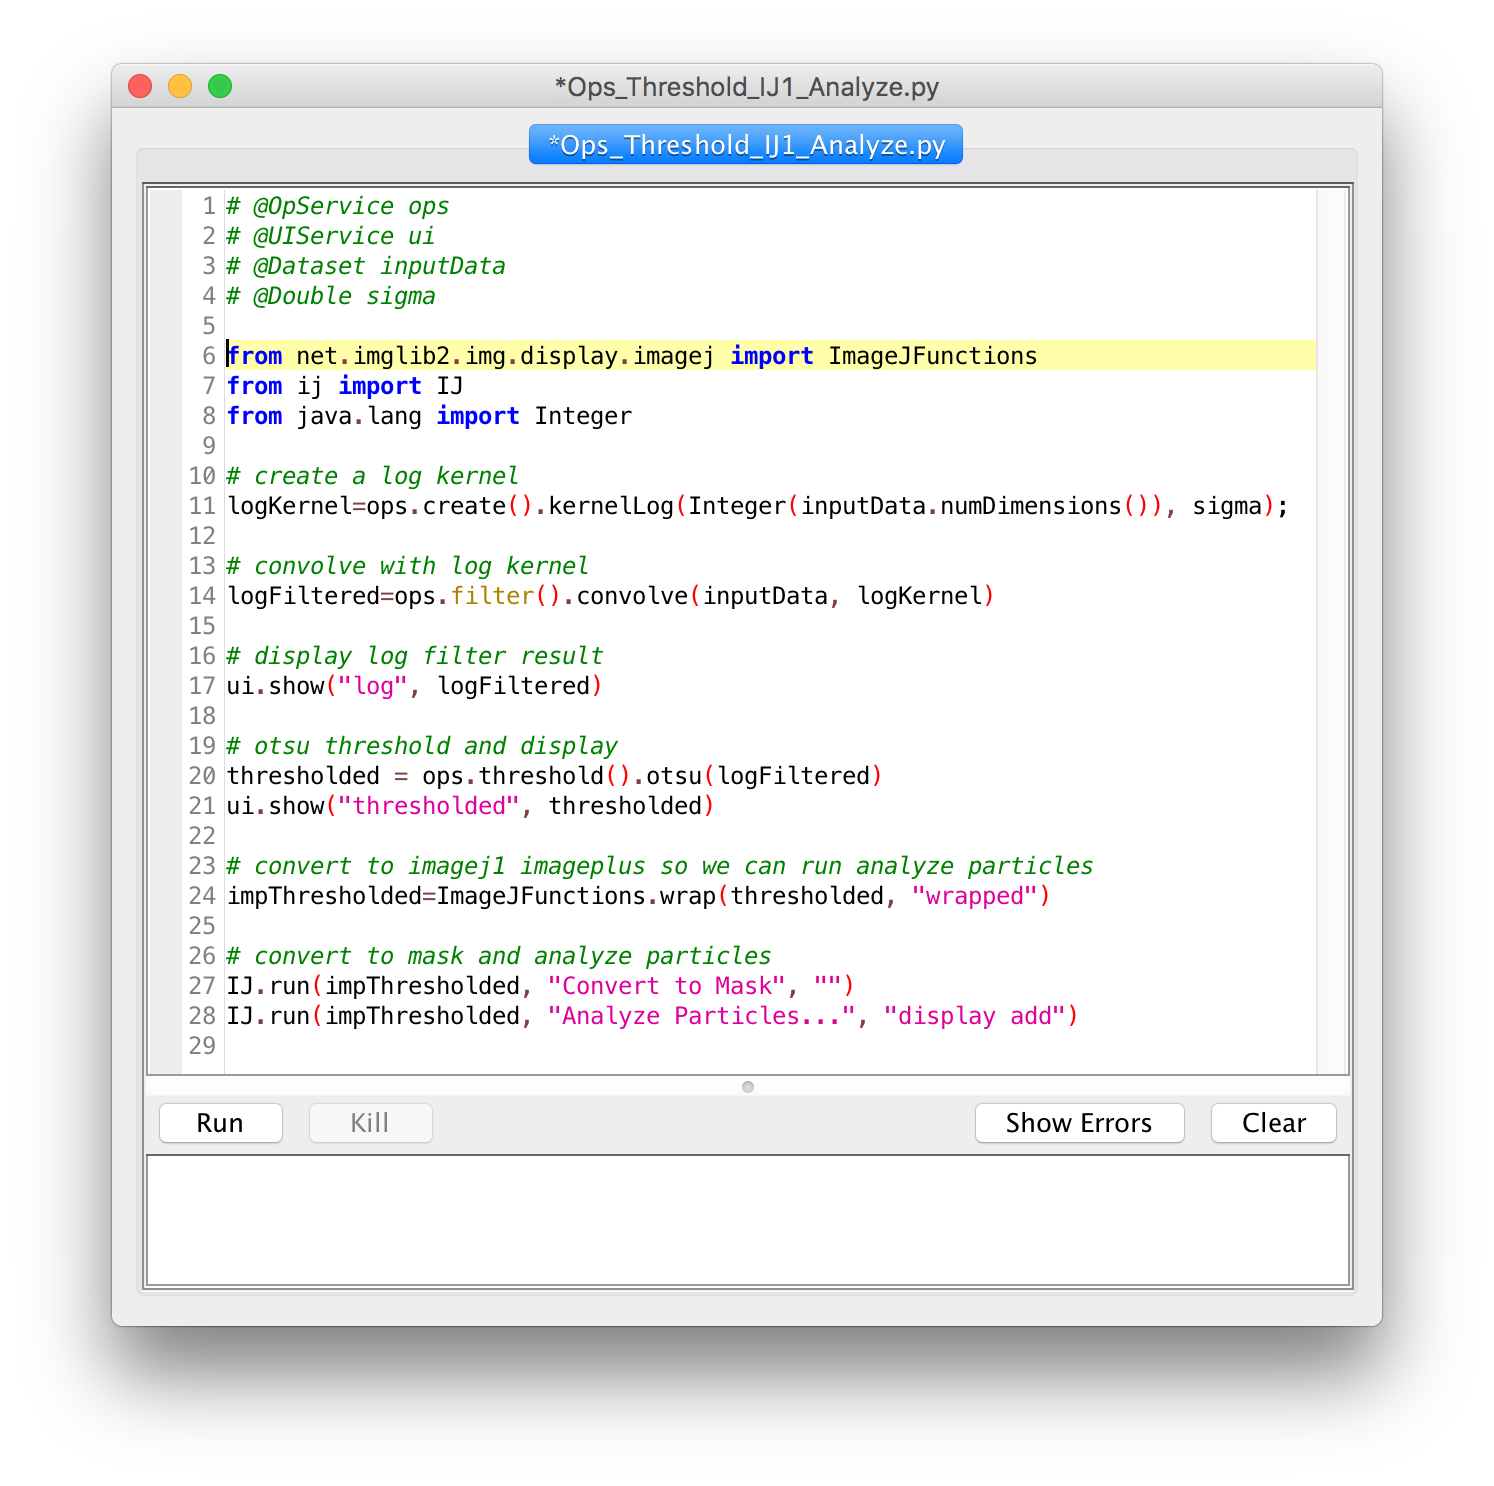 *Ops_Threshold_IJ1_Analyze.py
*Ops_Threshold_IJ1_Analyze.py
1 # @OpService ops
2 # @UIService ui
3 # @Dataset inputData
4 # @Double sigma
5
6 from net.imglib2.img.display.imagej import ImageJFunctions
7 from ij import IJ
8 from java.lang import Integer
9
10 # create a log kernel
11 logKernel=ops.create().kernelLog(Integer(inputData.numDimensions()), sigma);
12
13 # convolve with log kernel
14 logFiltered=ops.filter().convolve(inputData, logKernel)
15
16 # display log filter result
17 ui.show("log", logFiltered)
18
19 # otsu threshold and display
20 thresholded = ops.threshold().otsu(logFiltered)
21 ui.show("thresholded", thresholded)
22
23 # convert to imagej1 imageplus so we can run analyze particles
24 impThresholded=ImageJFunctions.wrap(thresholded, "wrapped")
25
26 # convert to mask and analyze particles
27 IJ.run(impThresholded, "Convert to Mask", "")
28 IJ.run(impThresholded, "Analyze Particles...", "display add")
29
Run Kill Show Errors Clear